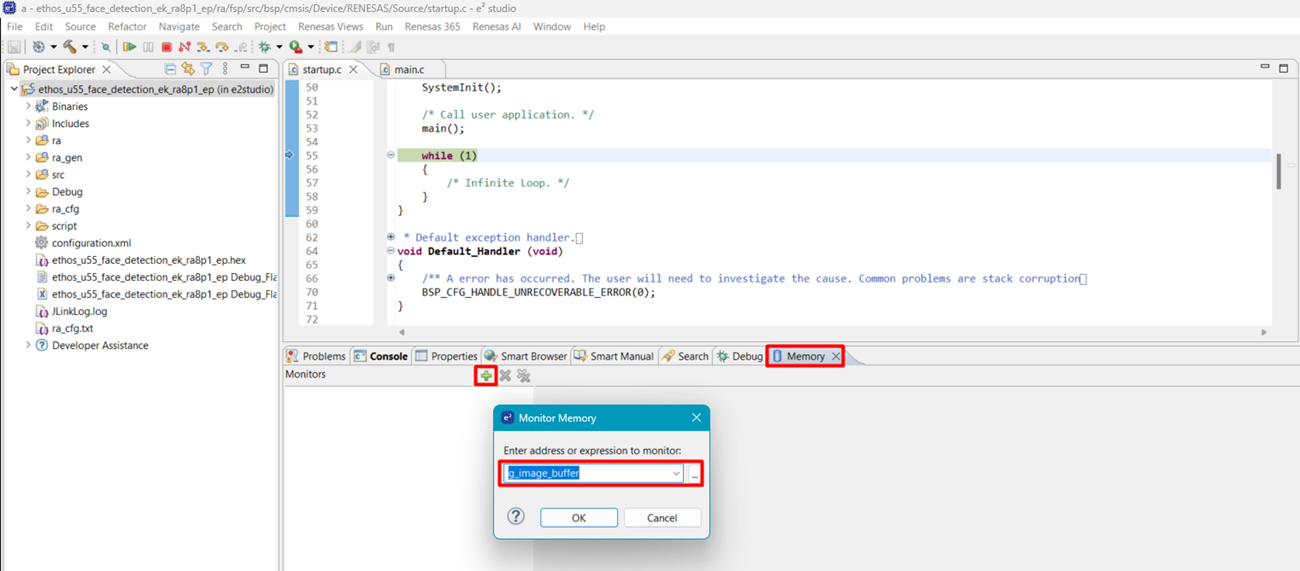 a - ethos_u55_face_detection_ek_ra8p1_ep/ra/fsp/src/bsp/cmsis/Device/RENESAS/Source/startup.c - e² studio
File Edit Source Refactor Navigate Search Project Renesas Views Run Renesas 365 Renesas AI Window Help
Project Explorer
ethos_u55_face_detection_ek_ra8p1_ep (in e2studio)
Binaries
Includes
ra
ra_gen
src
Debug
ra_cfg
script
configuration.xml
ethos_u55_face_detection_ek_ra8p1_ep.hex
ethos_u55_face_detection_ek_ra8p1_ep Debug_Fla
ethos_u55_face_detection_ek_ra8p1_ep Debug_Fla
JLinkLog.log
ra_cfg.txt
Developer Assistance
startup.c main.c
50 SystemInit();
51
52 /* Call user application. */
53 main();
54
55 while (1)
56 {
57 /* Infinite Loop. */
58 }
59 }
60
62 * Default exception handler.
64 void Default_Handler (void)
65 {
66 /** A error has occurred. The user will need to investigate the cause. Common problems are stack corruption
70 BSP_CFG_HANDLE_UNRECOVERABLE_ERROR(0);
71 }
72
Problems Console Properties Smart Browser Smart Manual Search Debug Memory
Monitors
Monitor Memory
Enter address or expression to monitor:
g_image_buffer ...
OK Cancel